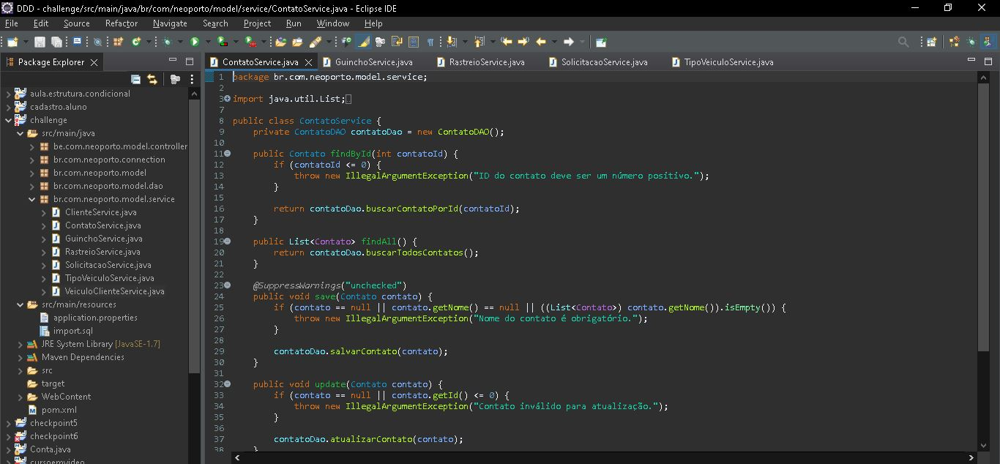 DDD - challenge/src/main/java/br/com/neoporto/model/service/ContatoService.java - Eclipse IDE
File Edit Source Refactor Navigate Search Project Run Window Help
Package Explorer
ContatoService.java GuinchoService.java RastreioService.java SolicitacaoService.java TipoVeiculoService.java
aula.estrutura.condicional
cadastro.aluno
challenge
src/main/java
be.com.neoporto.model.controller
br.com.neoporto.connection
br.com.neoporto.model
br.com.neoporto.model.dao
br.com.neoporto.model.service
ClienteService.java
ContatoService.java
GuinchoService.java
RastreioService.java
SolicitacaoService.java
TipoVeiculoService.java
VeiculoClienteService.java
src/main/resources
application.properties
import.sql
JRE System Library [JavaSE-1.7]
Maven Dependencies
src
target
WebContent
pom.xml
checkpoint5
checkpoint6
Conta.java
cursoemvideo
1 package br.com.neoporto.model.service;
2
3 import java.util.List;
7
8 public class ContatoService {
9 private ContatoDAO contatoDao = new ContatoDAO();
10
11 public Contato findById(int contatoId) {
12 if (contatoId <= 0) {
13 throw new IllegalArgumentException("ID do contato deve ser um número positivo.");
14 }
15
16 return contatoDao.buscarContatoPorId(contatoId);
17 }
18
19 public List<Contato> findAll() {
20 return contatoDao.buscarTodosContatos();
21 }
22
23 @SuppressWarnings("unchecked")
24 public void save(Contato contato) {
25 if (contato == null || contato.getNome() == null || ((List<Contato>) contato.getNome()).isEmpty()) {
26 throw new IllegalArgumentException("Nome do contato é obrigatório.");
27 }
28
29 contatoDao.salvarContato(contato);
30 }
31
32 public void update(Contato contato) {
33 if (contato == null || contato.getId() <= 0) {
34 throw new IllegalArgumentException("Contato inválido para atualização.");
35 }
36
37 contatoDao.atualizarContato(contato);
38 }